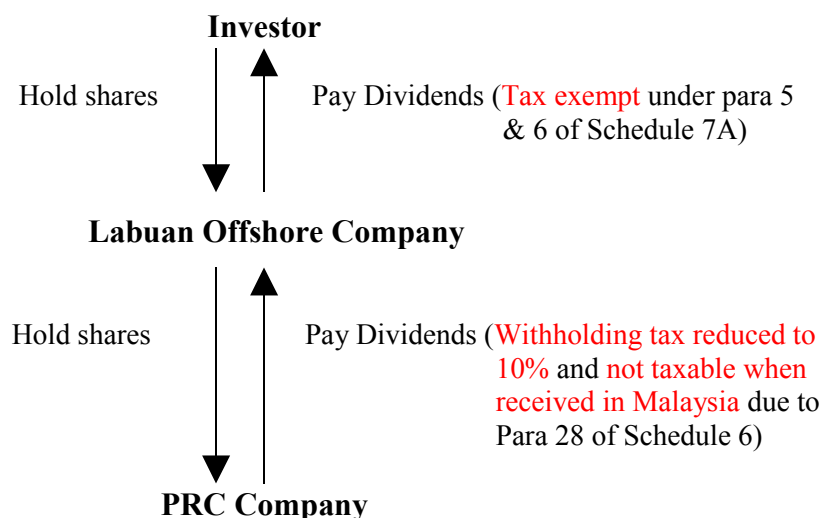 Investor
Hold shares Pay Dividends (Tax exempt under para 5
& 6 of Schedule 7A)
Labuan Offshore Company
Hold shares Pay Dividends (Withholding tax reduced to
10% and not taxable when
received in Malaysia due to
Para 28 of Schedule 6)
PRC Company